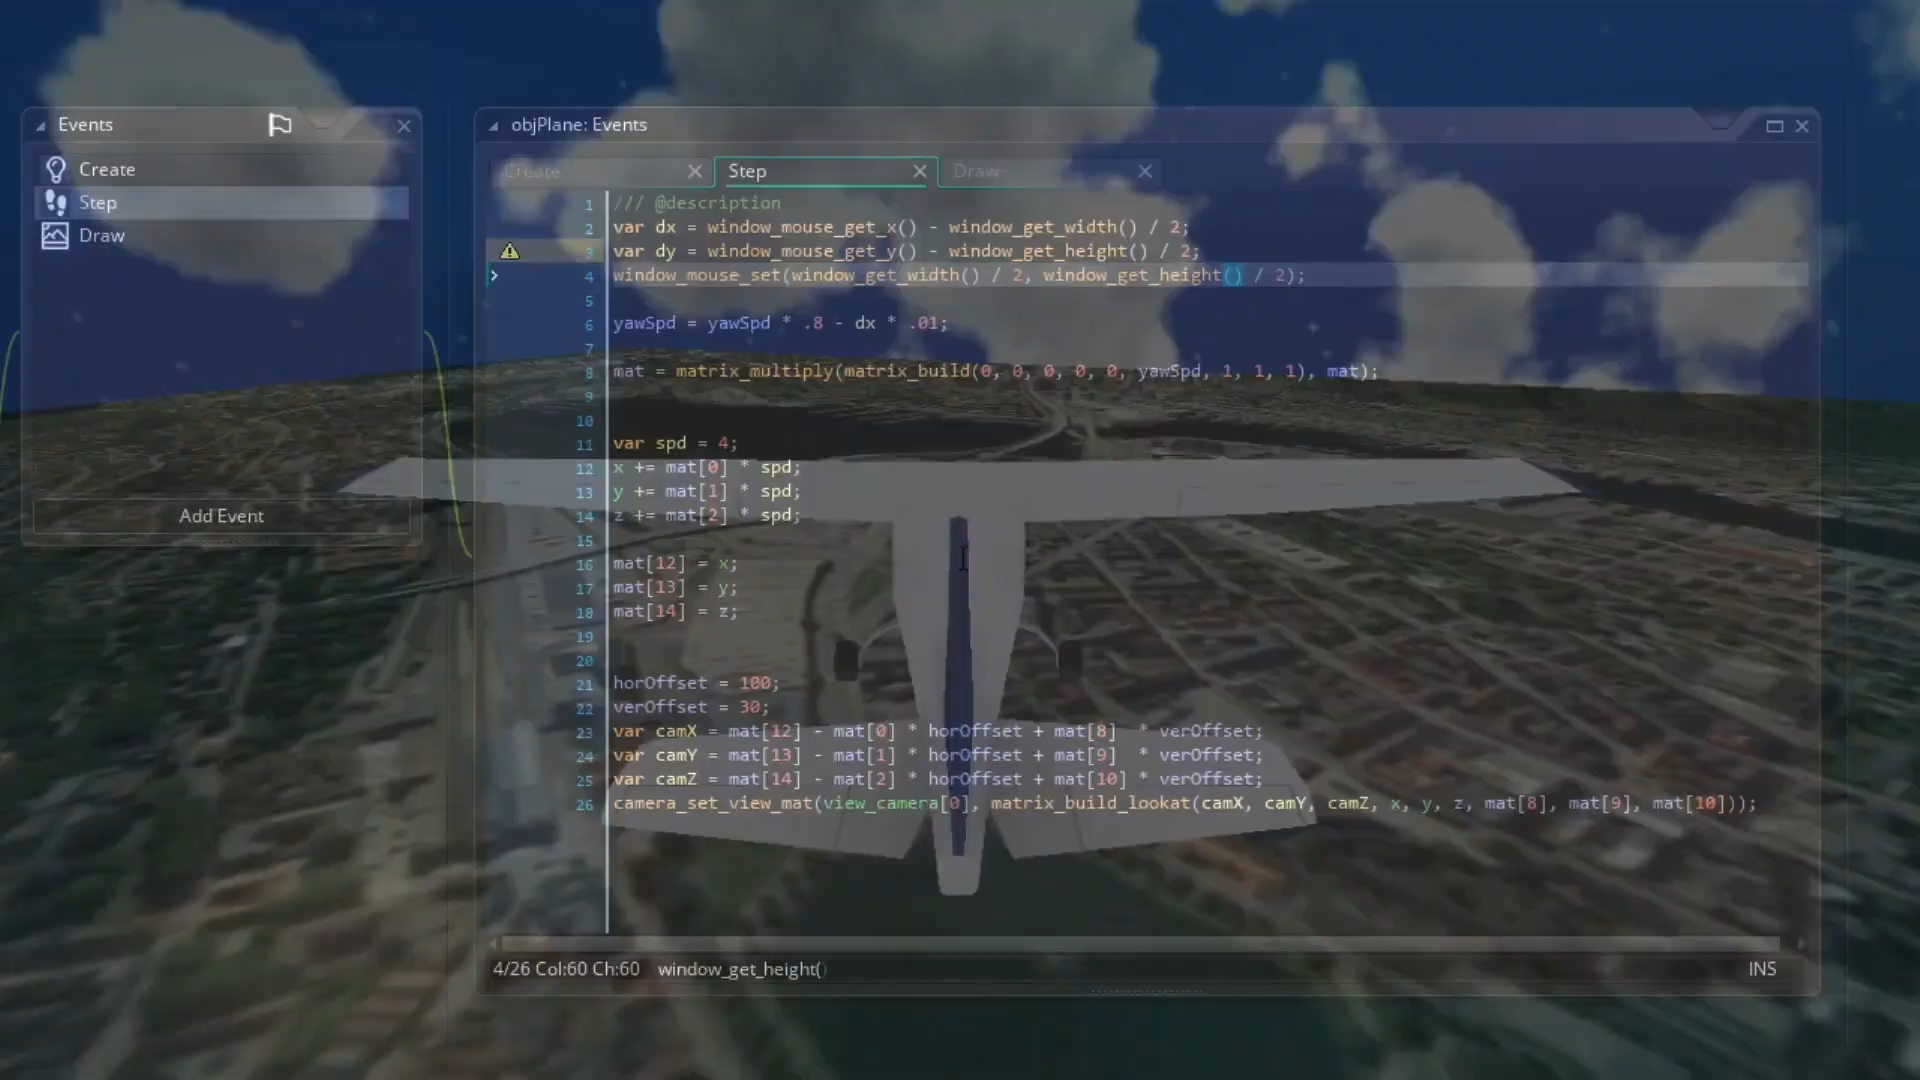 Events
Create
Step
Draw
Add Event
objPlane: Events
Create
Step
Draw
1 /// @description
2 var dx = window_mouse_get_x() - window_get_width() / 2;
3 var dy = window_mouse_get_y() - window_get_height() / 2;
4 window_mouse_set(window_get_width() / 2, window_get_height() / 2);
5
6 yawSpd = yawSpd * .8 - dx * .01;
7
8 mat = matrix_multiply(matrix_build(0, 0, 0, 0, 0, yawSpd, 1, 1, 1), mat);
9
10
11 var spd = 4;
12 x += mat[0] * spd;
13 y += mat[1] * spd;
14 z += mat[2] * spd;
15
16 mat[12] = x;
17 mat[13] = y;
18 mat[14] = z;
19
20
21 horOffset = 100;
22 verOffset = 30;
23 var camX = mat[12] - mat[0] * horOffset + mat[8]  * verOffset;
24 var camY = mat[13] - mat[1] * horOffset + mat[9]  * verOffset;
25 var camZ = mat[14] - mat[2] * horOffset + mat[10] * verOffset;
26 camera_set_view_mat(view_camera[0], matrix_build_lookat(camX, camY, camZ, x, y, z, mat[8], mat[9], mat[10]));
4/26 Col:60 Ch:60 window_get_height() INS